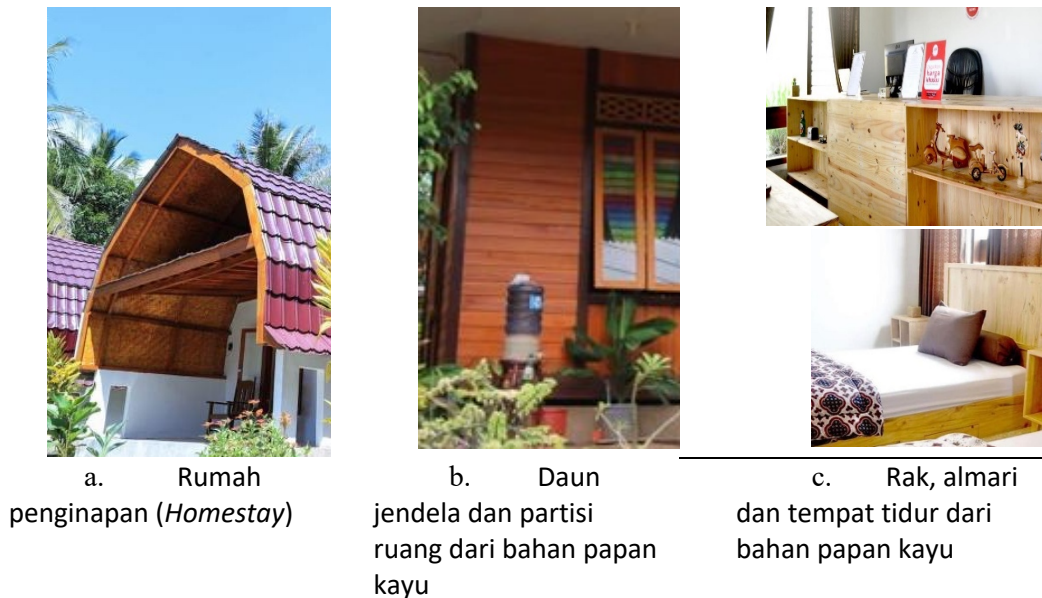 a. Rumah
penginapan (Homestay)
b. Daun
jendela dan partisi
ruang dari bahan papan
kayu
c. Rak, almari
dan tempat tidur dari
bahan papan kayu